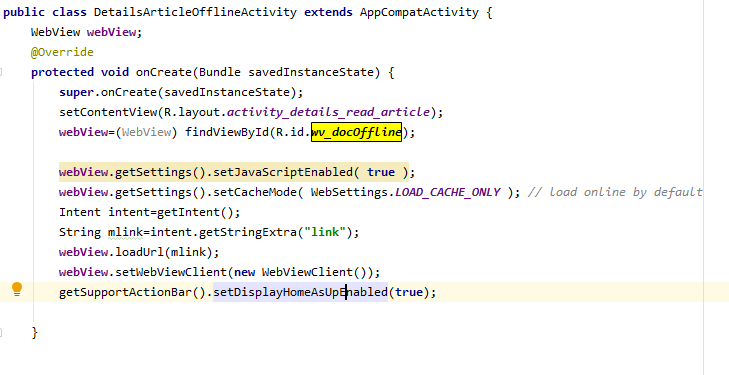 public class DetailsArticleOfflineActivity extends AppCompatActivity {
WebView webView;
@Override
protected void onCreate(Bundle savedInstanceState) {
super.onCreate(savedInstanceState);
setContentView(R.layout.activity_details_read_article);
webView=(WebView) findViewById(R.id.wv_docOffline);
webView.getSettings().setJavaScriptEnabled( true );
webView.getSettings().setCacheMode( WebSettings.LOAD_CACHE_ONLY ); // load online by default
Intent intent=getIntent();
String mlink=intent.getStringExtra("link");
webView.loadUrl(mlink);
webView.setWebViewClient(new WebViewClient());
getSupportActionBar().setDisplayHomeAsUpEnabled(true);
}